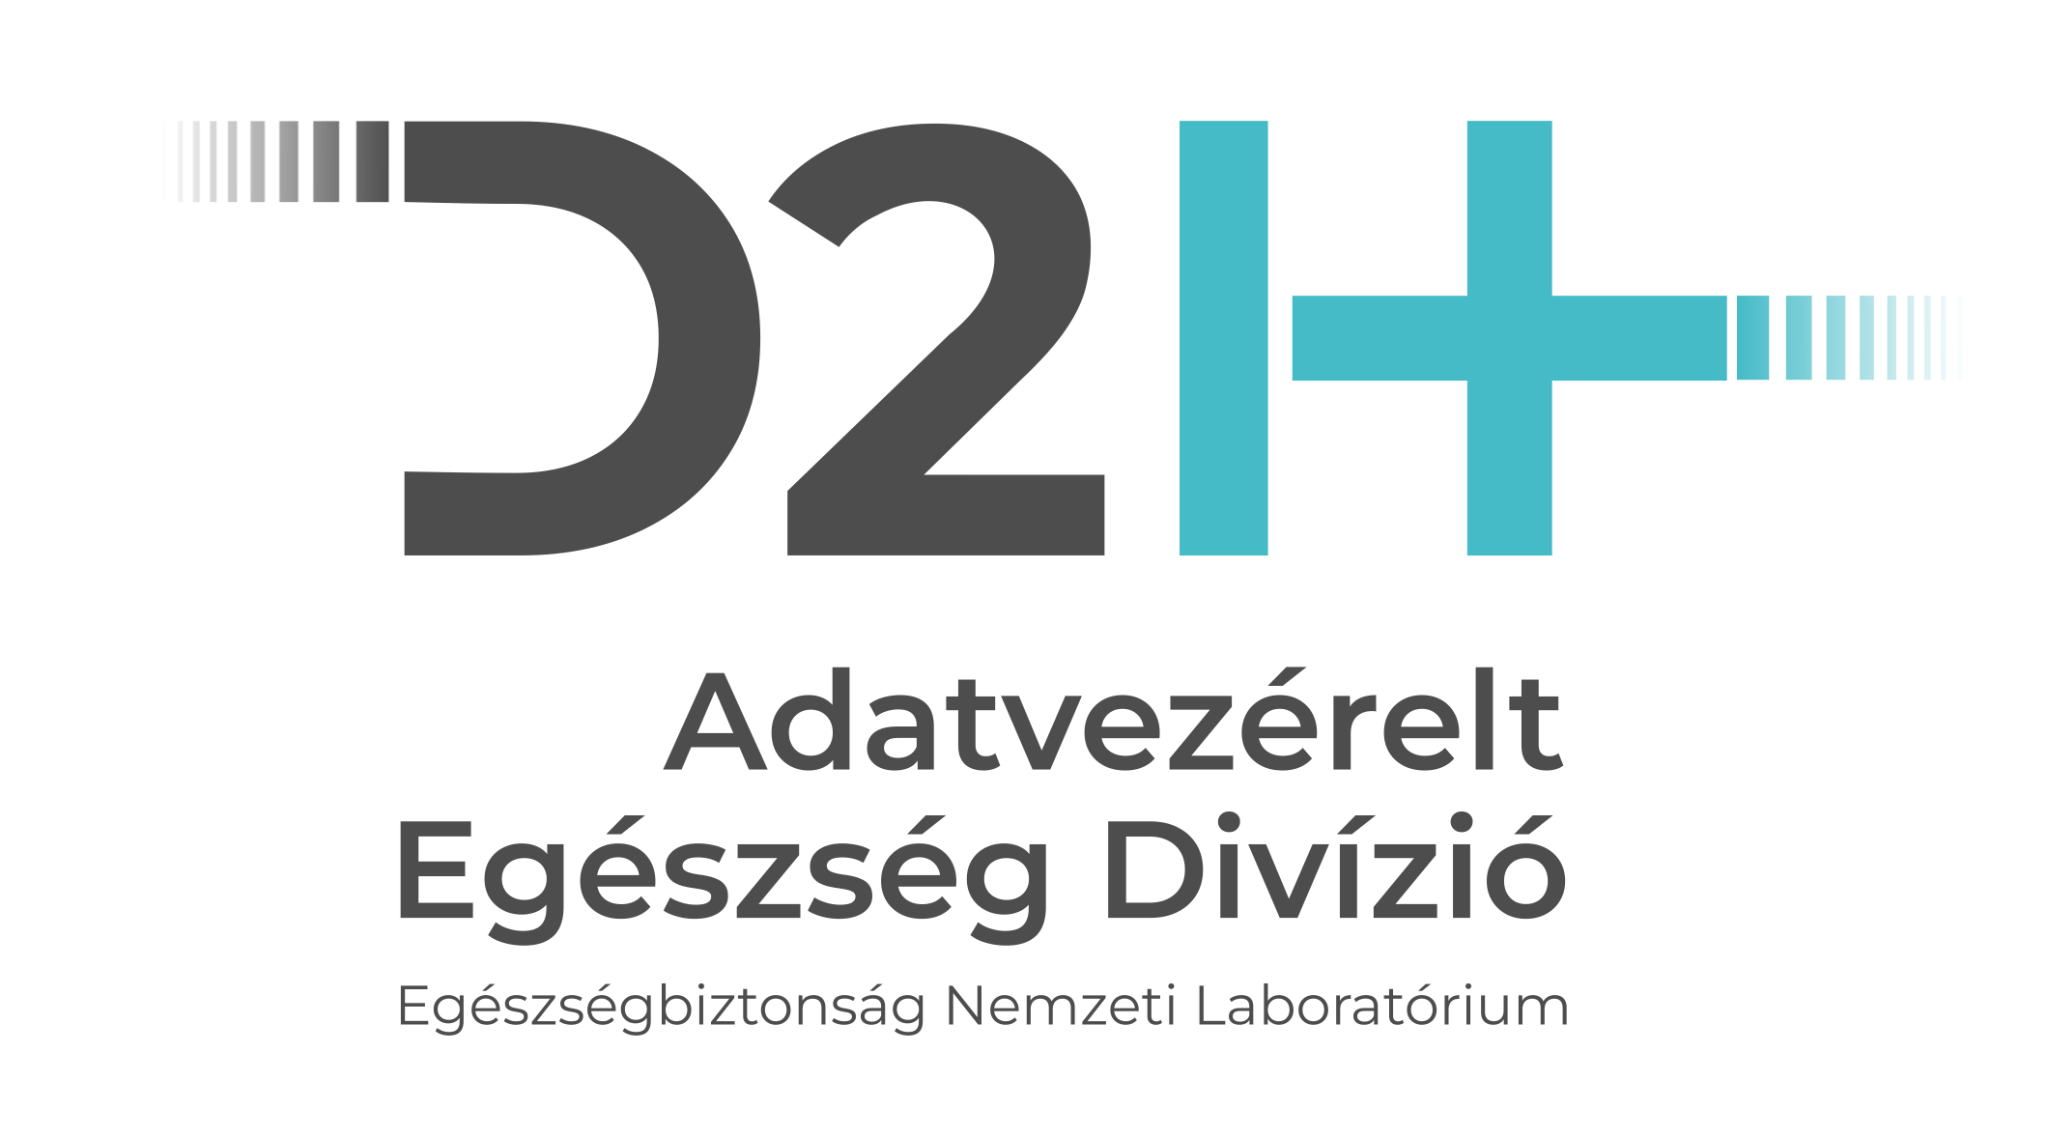 D2H
Adatvezérelt
Egészség Divízió
Egészségbiztonság Nemzeti Laboratórium